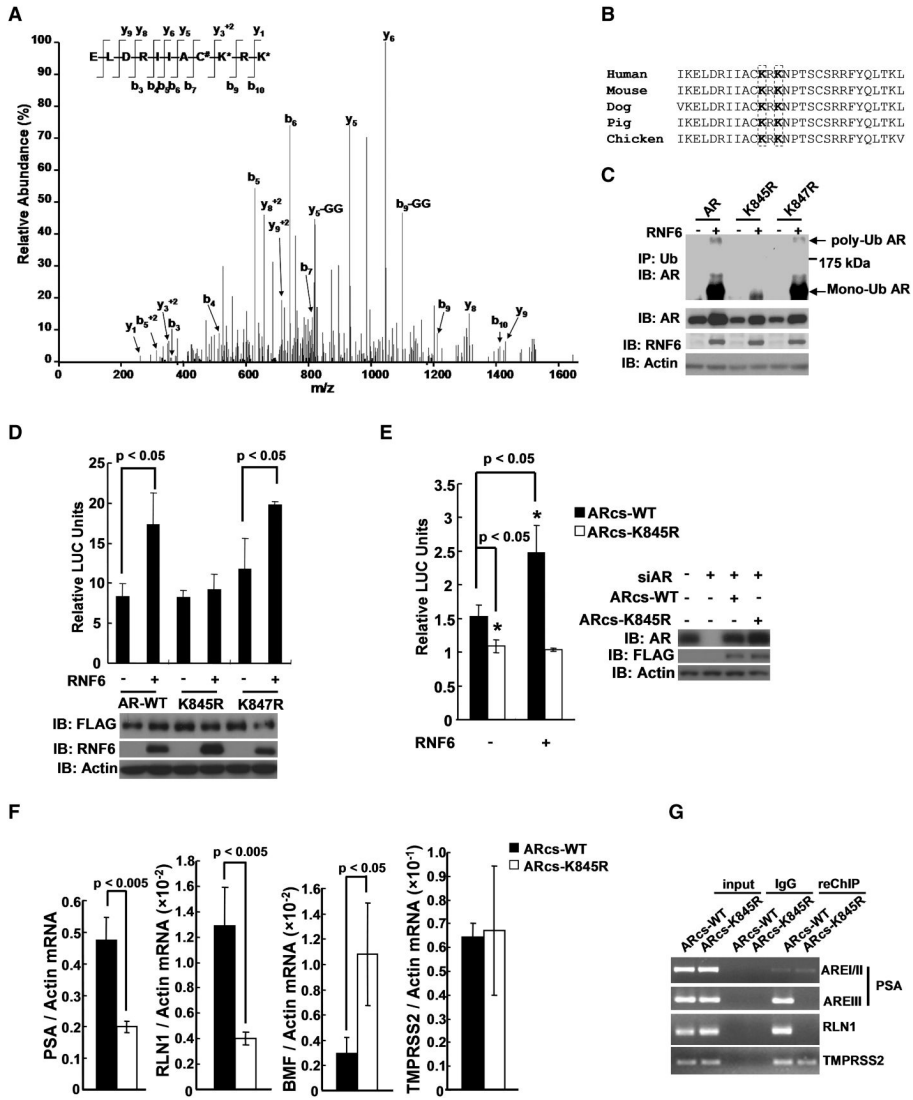 A
y9 y8 y6 y5 y3+2 y1
E L D R I I A C# K* R K*
b3 b4 b5 b6 b7 b9 b10
100
90
80
70
60
50
40
30
20
10
0
Relative Abundance (%)
y6
b6
y5
b5
y8+2
y5-GG
b9-GG
y9+2
b7
b4
y3+2
b5+2
y1
b3
b9
y8
b10
y9
0 200 400 600 800 1000 1200 1400 1600
m/z
B
Human IKELDRIIACKRKNPTSCSRRFYQLTKL
Mouse IKELDRIIACKRKNPTSCSRRFYQLTKL
Dog VKELDRIIACKRKNPTSCSRRFYQLTKL
Pig IKELDRIIACKRKNPTSCSRRFYQLTKL
Chicken IKELDRIIACKRKNPTSCSRRFYQLTKV
C
AR K845R K847R
RNF6 - + - + - +
poly-Ub AR
IP: Ub
IB: AR
175 kDa
Mono-Ub AR
IB: AR
IB: RNF6
IB: Actin
D
p < 0.05 p < 0.05
25
20
15
10
5
0
Relative LUC Units
RNF6 - + - + - +
AR-WT K845R K847R
IB: FLAG
IB: RNF6
IB: Actin
E
p < 0.05
3.5
3
2.5
2
1.5
1
0.5
0
Relative LUC Units
p < 0.05
*
*
ARcs-WT
ARcs-K845R
RNF6 - +
siAR - + + +
ARcs-WT - - + -
ARcs-K845R - - - +
IB: AR
IB: FLAG
IB: Actin
F
p < 0.005
0.6
0.5
0.4
0.3
0.2
0.1
0
PSA / Actin mRNA
p < 0.005
1.8
1.6
1.4
1.2
1.0
0.8
0.6
0.4
0.2
0
RLN1 / Actin mRNA (×10-2)
p < 0.05
1.6
1.4
1.2
1.0
0.8
0.6
0.4
0.2
0
BMF / Actin mRNA (×10-2)
1.0
0.9
0.8
0.7
0.6
0.5
0.4
0.3
0.2
0.1
0
TMPRSS2 / Actin mRNA (×10-1)
ARcs-WT
ARcs-K845R
G
input IgG reChIP
ARcs-WT ARcs-K845R ARcs-WT ARcs-K845R ARcs-WT ARcs-K845R
AREI/II
AREIII
PSA
RLN1
TMPRSS2